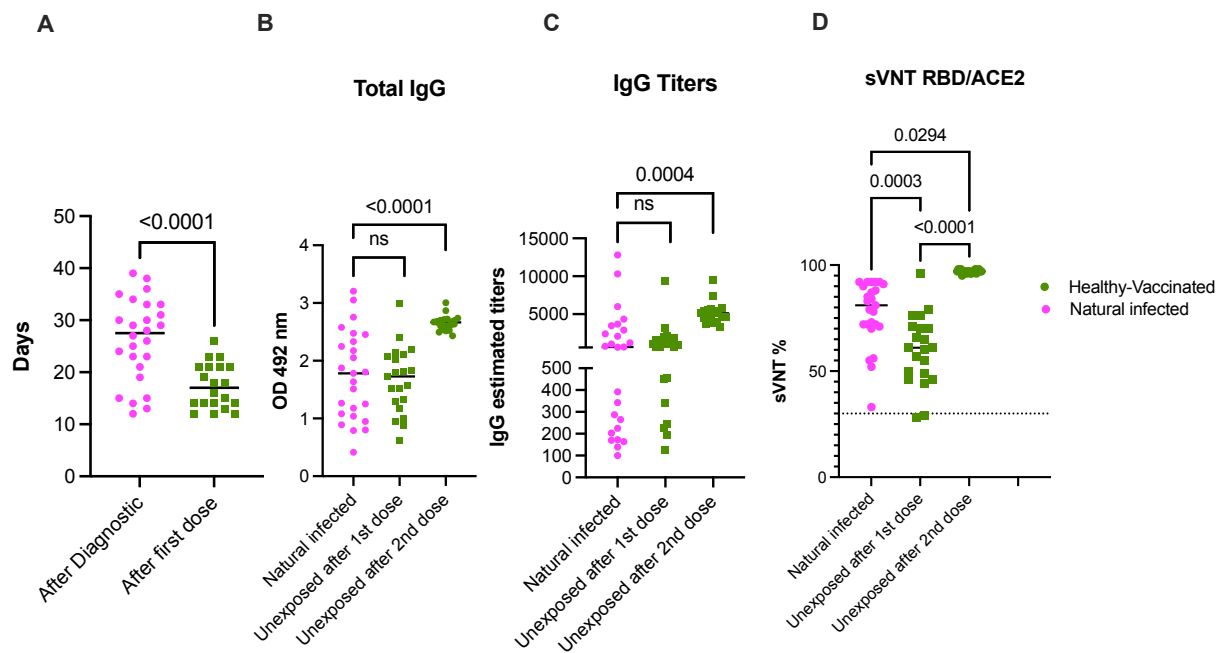 A
B
C
D
Total IgG
IgG Titers
sVNT RBD/ACE2
<0.0001
50
40
30
20
10
0
Days
After Diagnostic
After first dose
<0.0001
ns
4
3
2
1
0
OD 492 nm
Natural infected
Unexposed after 1st dose
Unexposed after 2nd dose
0.0004
ns
15000
10000
5000
500
400
300
200
100
0
IgG estimated titers
Natural infected
Unexposed after 1st dose
Unexposed after 2nd dose
0.0294
0.0003
<0.0001
100
50
0
sVNT %
Natural infected
Unexposed after 1st dose
Unexposed after 2nd dose
Healthy-Vaccinated
Natural infected